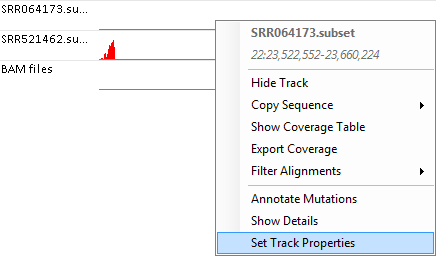 SRR064173.su...
SRR521462.su...
BAM files
SRR064173.subset
22:23,522,552-23,660,224
Hide Track
Copy Sequence
Show Coverage Table
Export Coverage
Filter Alignments
Annotate Mutations
Show Details
Set Track Properties